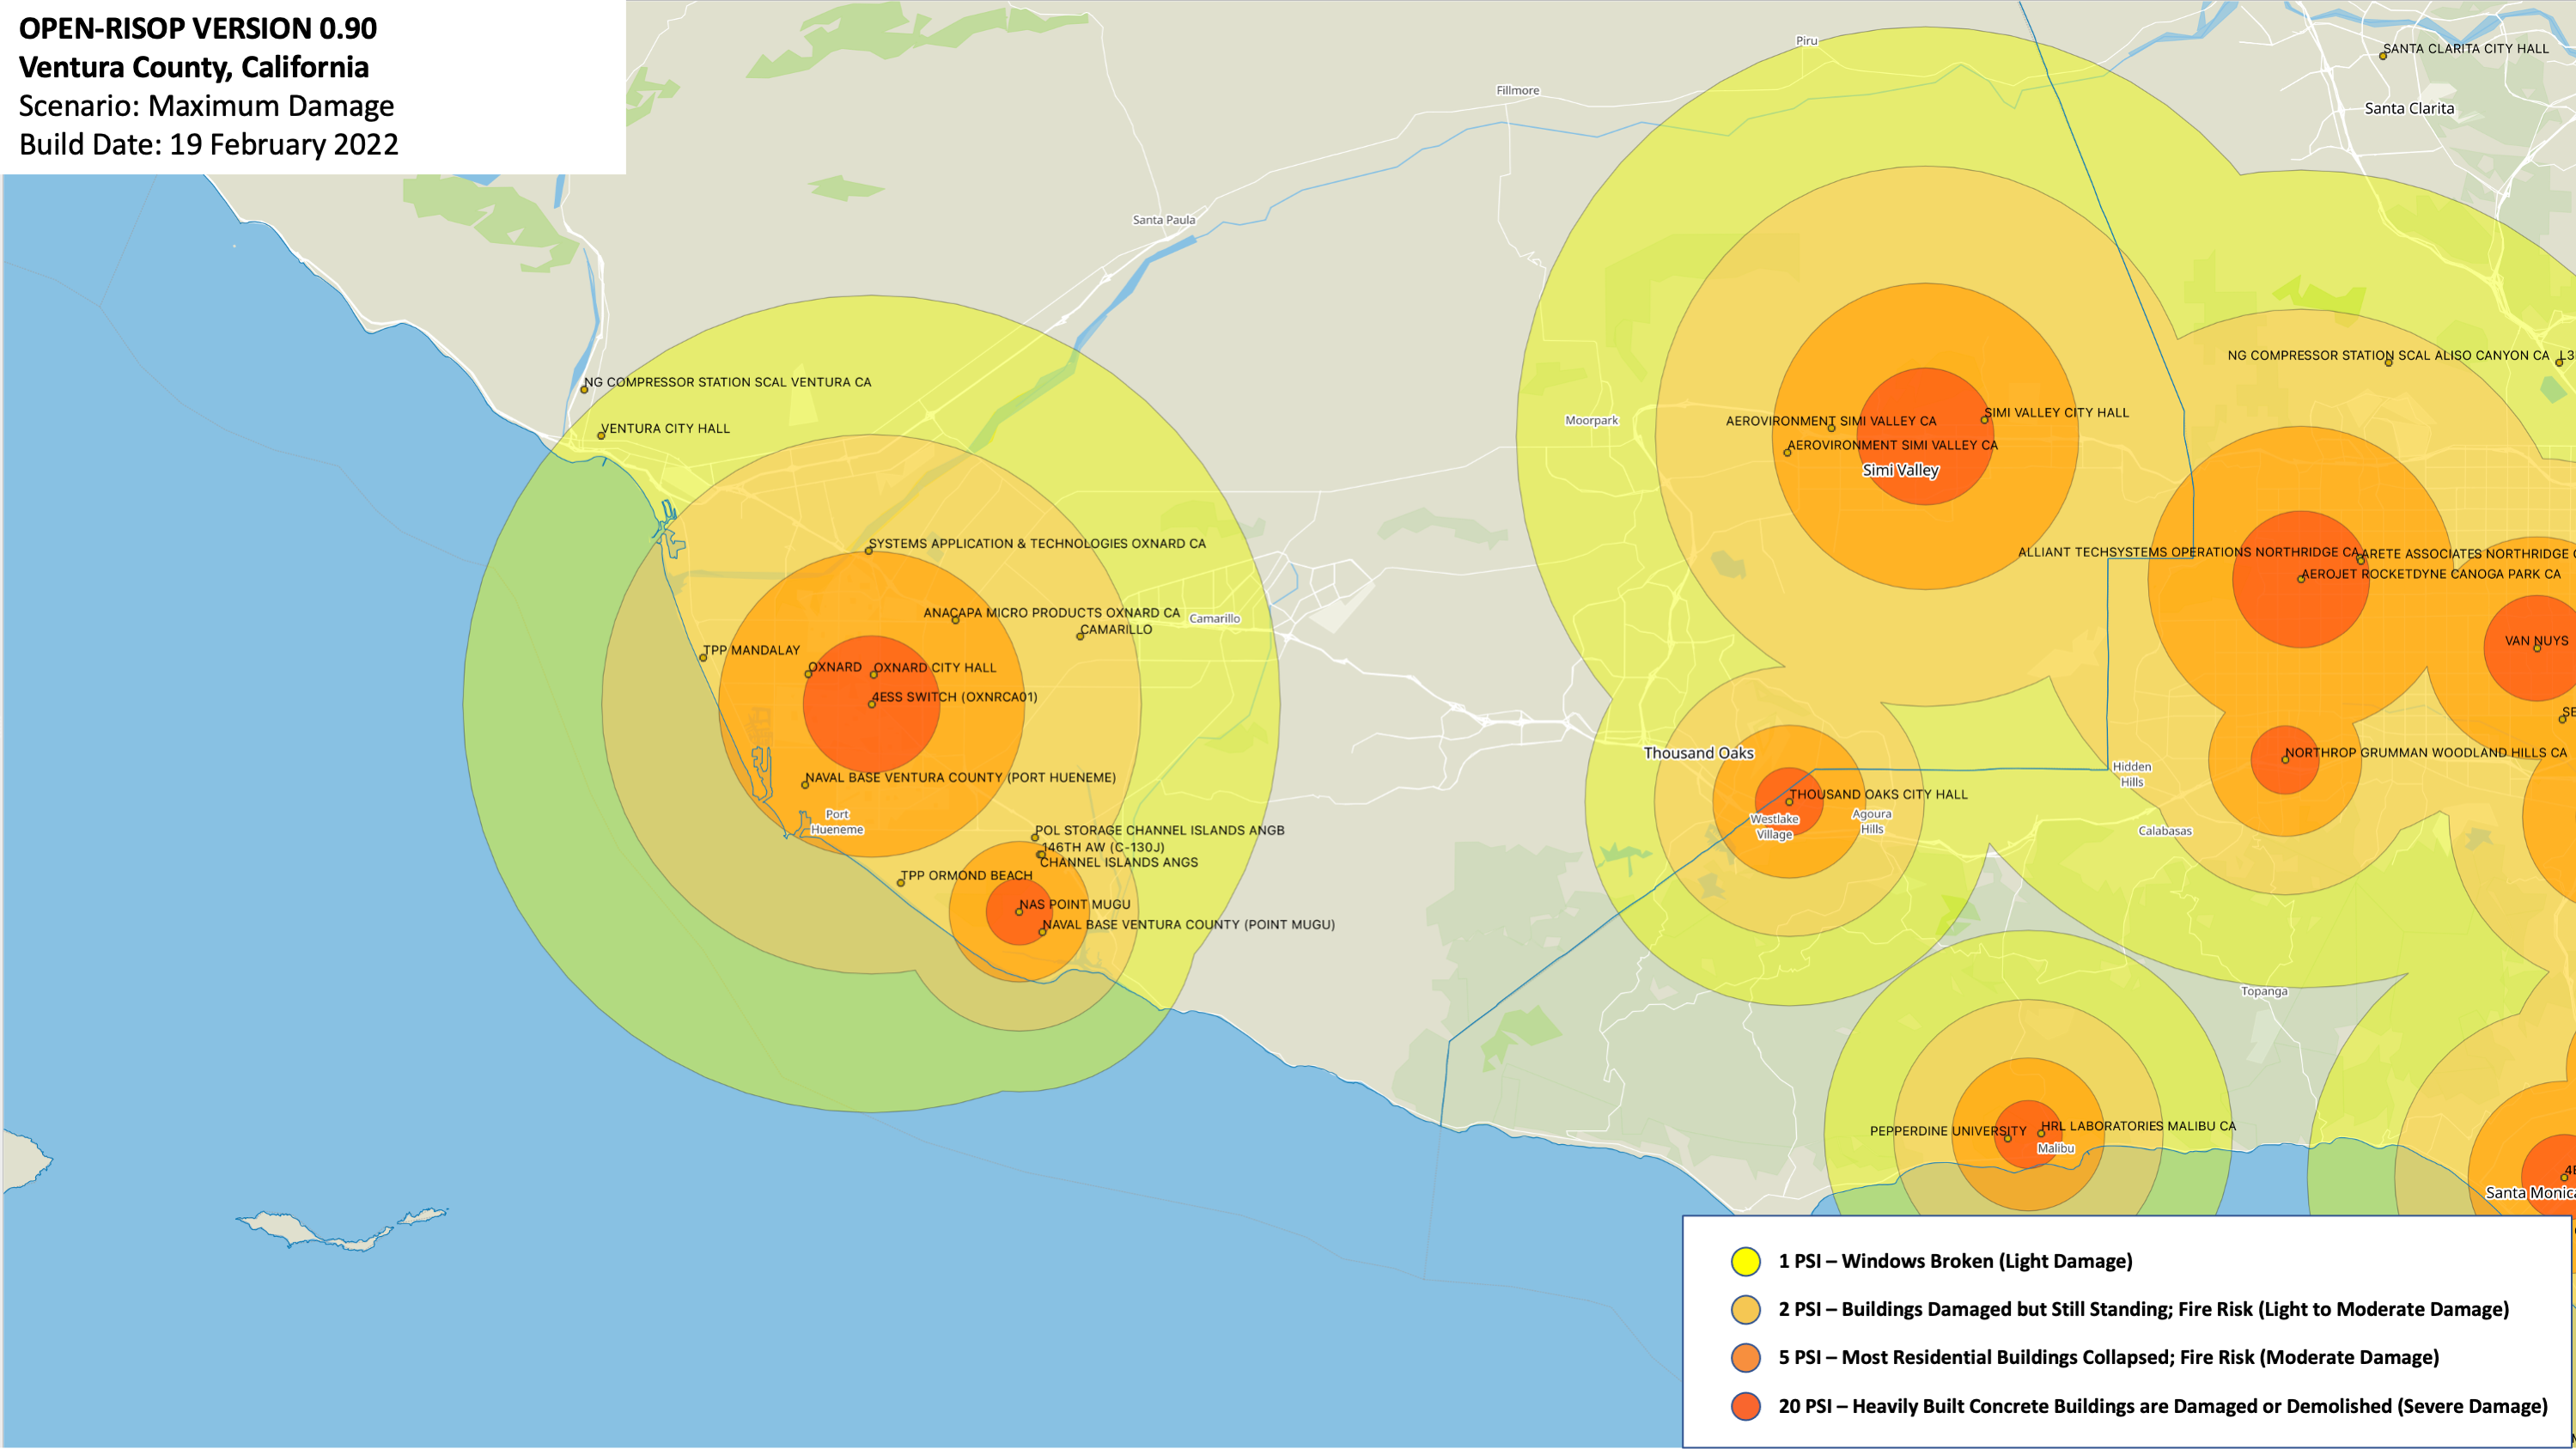 OPEN-RISOP VERSION 0.90
Ventura County, California
Scenario: Maximum Damage
Build Date: 19 February 2022
Piru
SANTA CLARITA CITY HALL
Fillmore
Santa Clarita
Santa Paula
NG COMPRESSOR STATION SCAL ALISO CANYON CA
NG COMPRESSOR STATION SCAL VENTURA CA
SIMI VALLEY CITY HALL
Moorpark
AEROVIRONMENT SIMI VALLEY CA
VENTURA CITY HALL
AEROVIRONMENT SIMI VALLEY CA
Simi Valley
SYSTEMS APPLICATION & TECHNOLOGIES OXNARD CA
ALLIANT TECHSYSTEMS OPERATIONS NORTHRIDGE CA
ARETE ASSOCIATES NORTHRIDGE
AEROJET ROCKETDYNE CANOGA PARK CA
ANACAPA MICRO PRODUCTS OXNARD CA
Camarillo
CAMARILLO
VAN NUYS
TPP MANDALAY
OXNARD
OXNARD CITY HALL
4ESS SWITCH (OXNRCA01)
Thousand Oaks
NORTHROP GRUMMAN WOODLAND HILLS CA
Hidden
Hills
NAVAL BASE VENTURA COUNTY (PORT HUENEME)
THOUSAND OAKS CITY HALL
Port
Hueneme
Westlake
Village
Agoura
Hills
Calabasas
POL STORAGE CHANNEL ISLANDS ANGB
146TH AW (C-130J)
CHANNEL ISLANDS ANGS
TPP ORMOND BEACH
NAS POINT MUGU
NAVAL BASE VENTURA COUNTY (POINT MUGU)
Topanga
PEPPERDINE UNIVERSITY
HRL LABORATORIES MALIBU CA
Malibu
Santa Monica
1 PSI – Windows Broken (Light Damage)
2 PSI – Buildings Damaged but Still Standing; Fire Risk (Light to Moderate Damage)
5 PSI – Most Residential Buildings Collapsed; Fire Risk (Moderate Damage)
20 PSI – Heavily Built Concrete Buildings are Damaged or Demolished (Severe Damage)